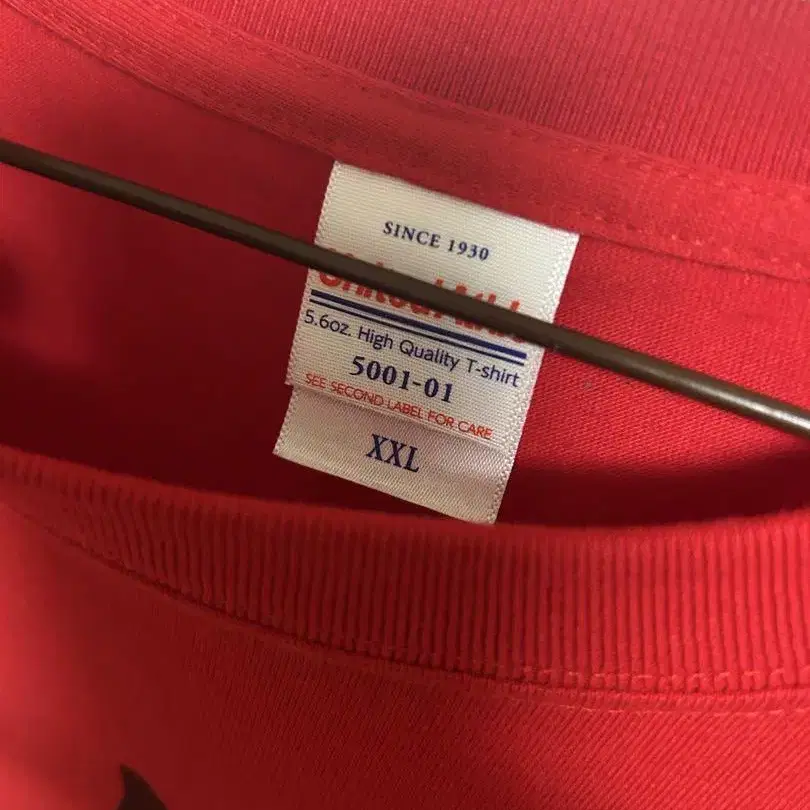 SINCE 1930
5.6oz. High Quality T-shirt
5001-01
SEE SECOND LABEL FOR CARE
XXL